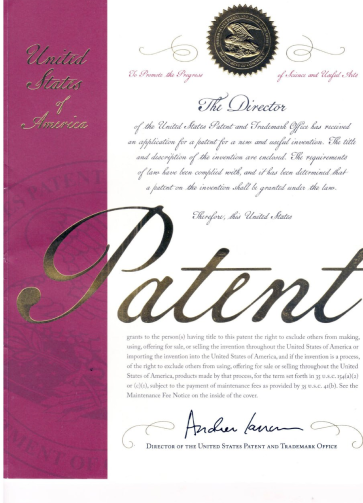 United
States
of
America
To Promote the Progress
of Science and Useful Arts
The Director
of the United States Patent and Trademark Office has received
an application for a patent for a new and useful invention. The title
and description of the invention are enclosed. The requirements
of law have been complied with, and it has been determined that
a patent on the invention shall be granted under the law.
Therefore, this United States
Patent
grants to the person(s) having title to this patent the right to exclude others from making,
using, offering for sale, or selling the invention throughout the United States of America or
importing the invention into the United States of America, and if the invention is a process,
of the right to exclude others from using, offering for sale or selling throughout the United
States of America, products made by that process, for the term set forth in 35 U.S.C. 154(a)(2)
or (c)(1), subject to the payment of maintenance fees as provided by 35 U.S.C. 41(b). See the
Maintenance Fee Notice on the inside of the cover.
Andrei Iancu
DIRECTOR OF THE UNITED STATES PATENT AND TRADEMARK OFFICE